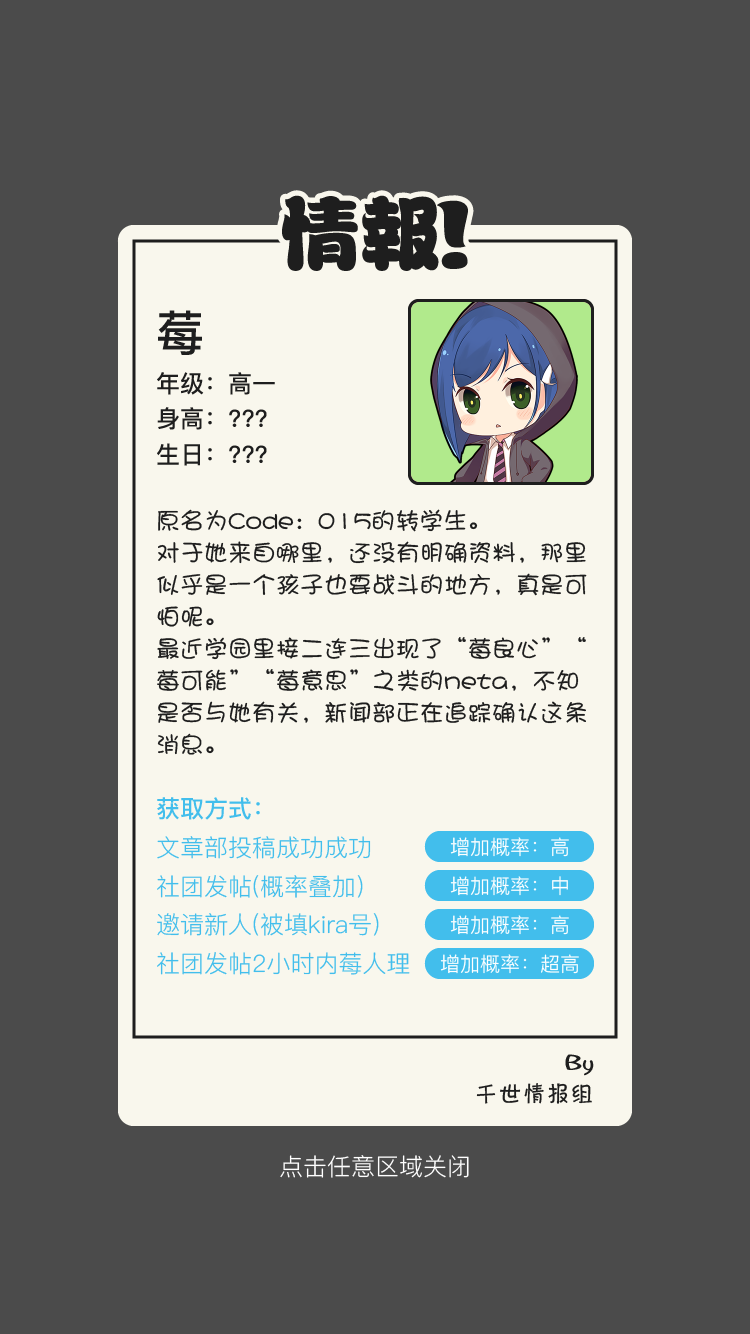 情報!
莓
年级：高一
身高：???
生日：???
原名为Code：015的转学生。
对于她来自哪里，还没有明确资料，那里
似乎是一个孩子也要战斗的地方，真是可
怕呢。
最近学园里接二连三出现了“莓良心”“
莓可能”“莓意思”之类的neta，不知
是否与她有关，新闻部正在追踪确认这条
消息。
获取方式：
文章部投稿成功成功 增加概率：高
社团发帖(概率叠加) 增加概率：中
邀请新人(被填kira号) 增加概率：高
社团发帖2小时内莓人理 增加概率：超高
By
千世情报组
点击任意区域关闭